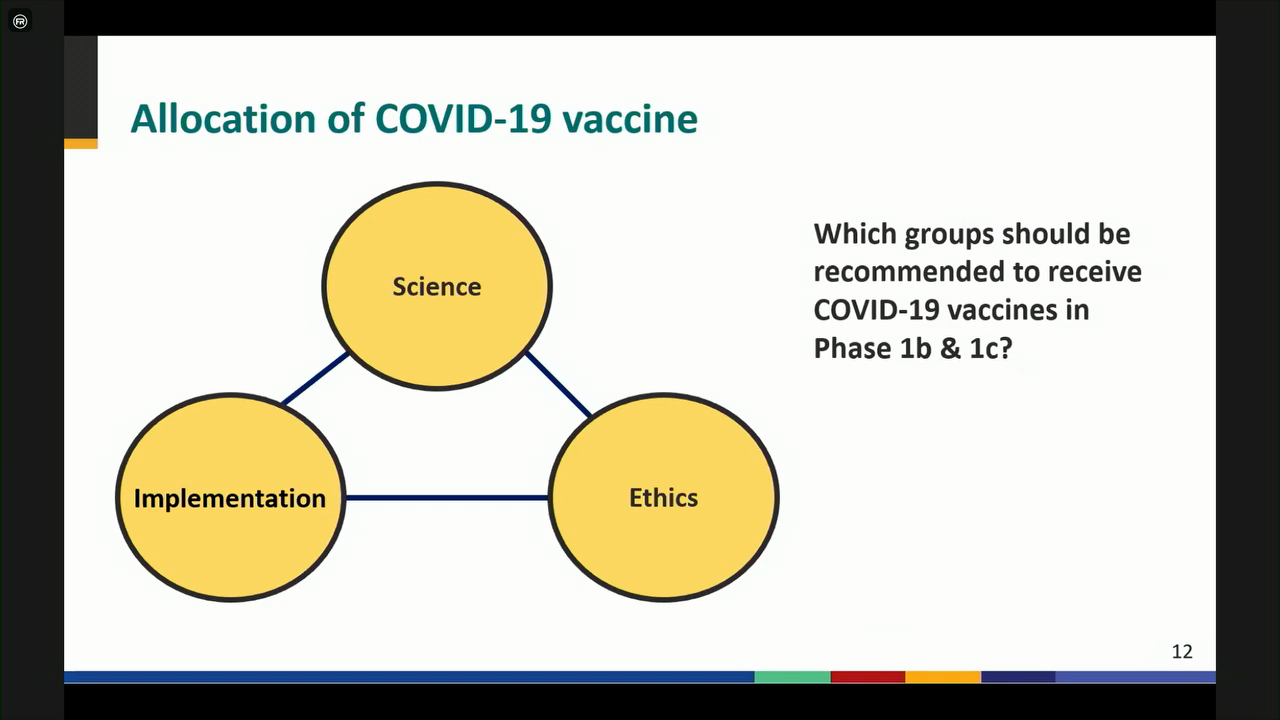 FR
Allocation of COVID-19 vaccine
Science
Which groups should be
recommended to receive
COVID-19 vaccines in
Phase 1b & 1c?
Implementation
Ethics
12